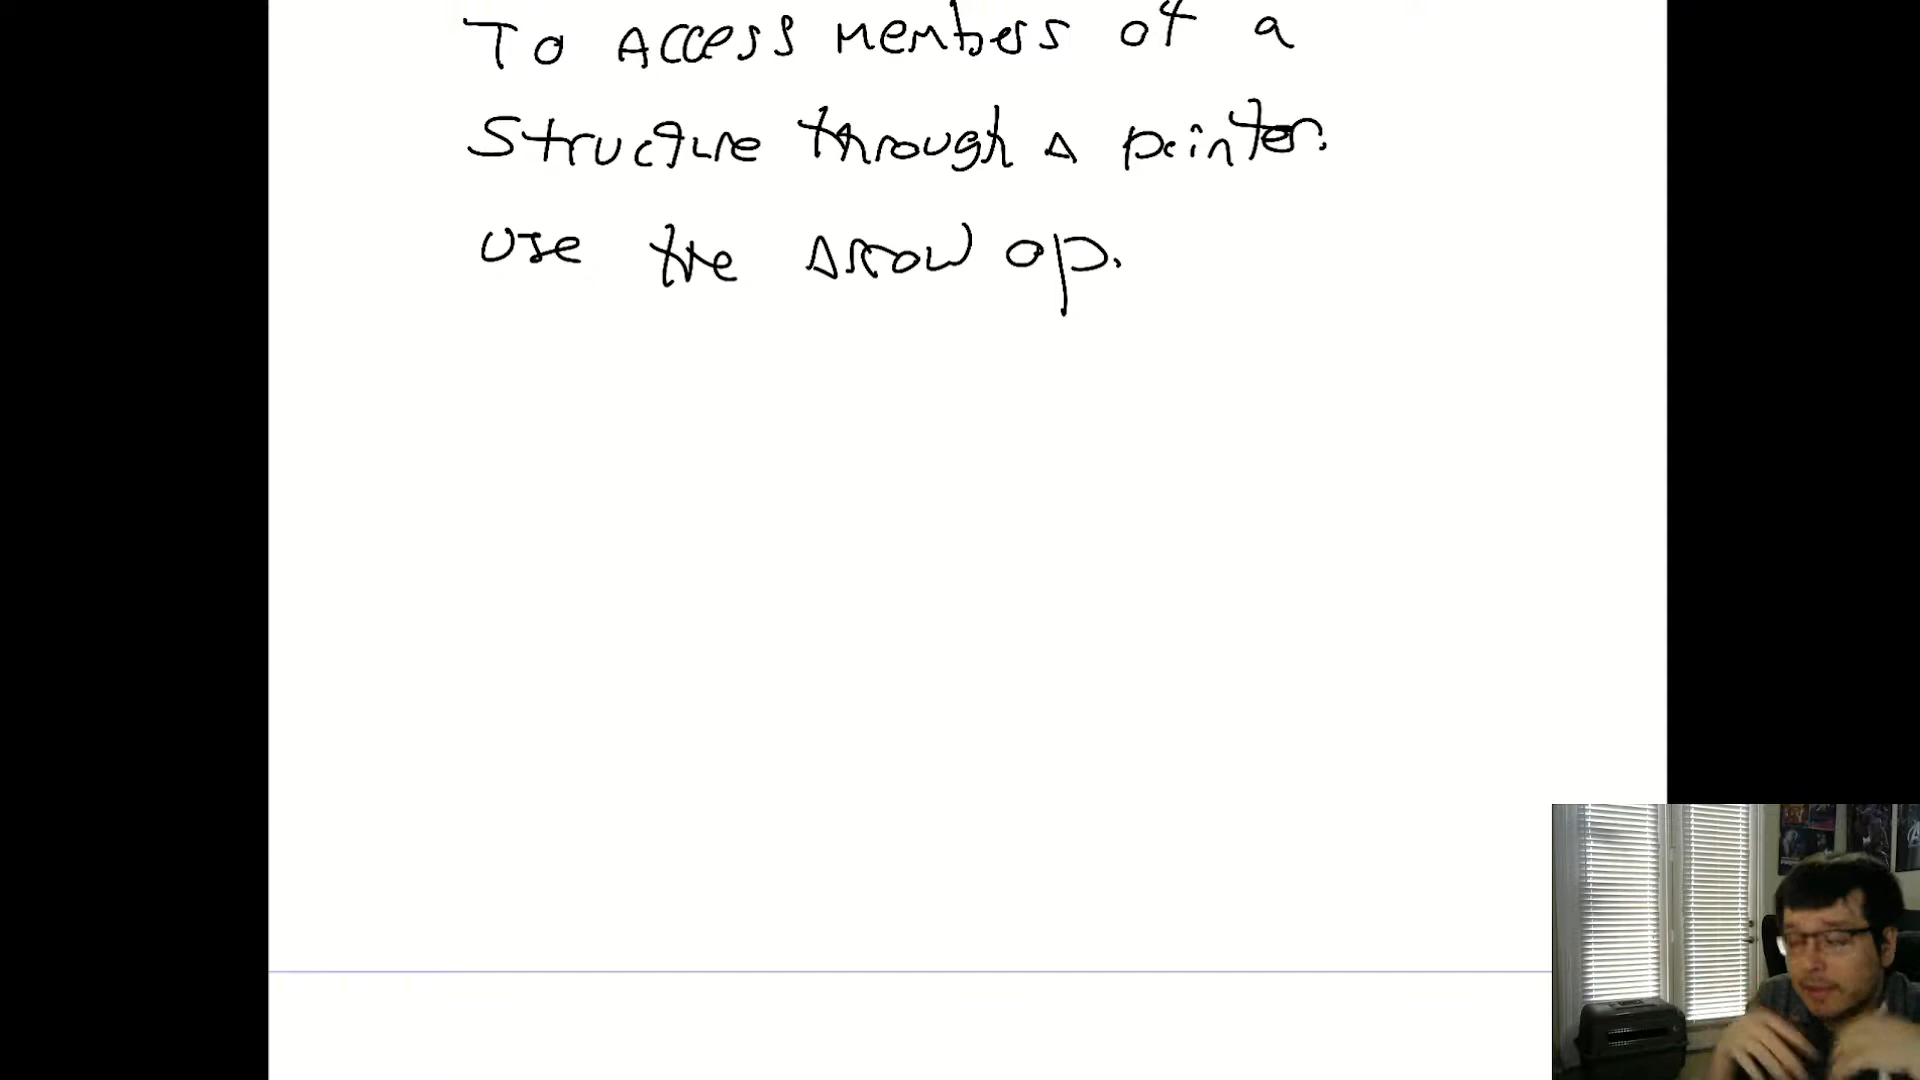 To Access Members of a
Structure through a pointer.
Use the Arrow op.